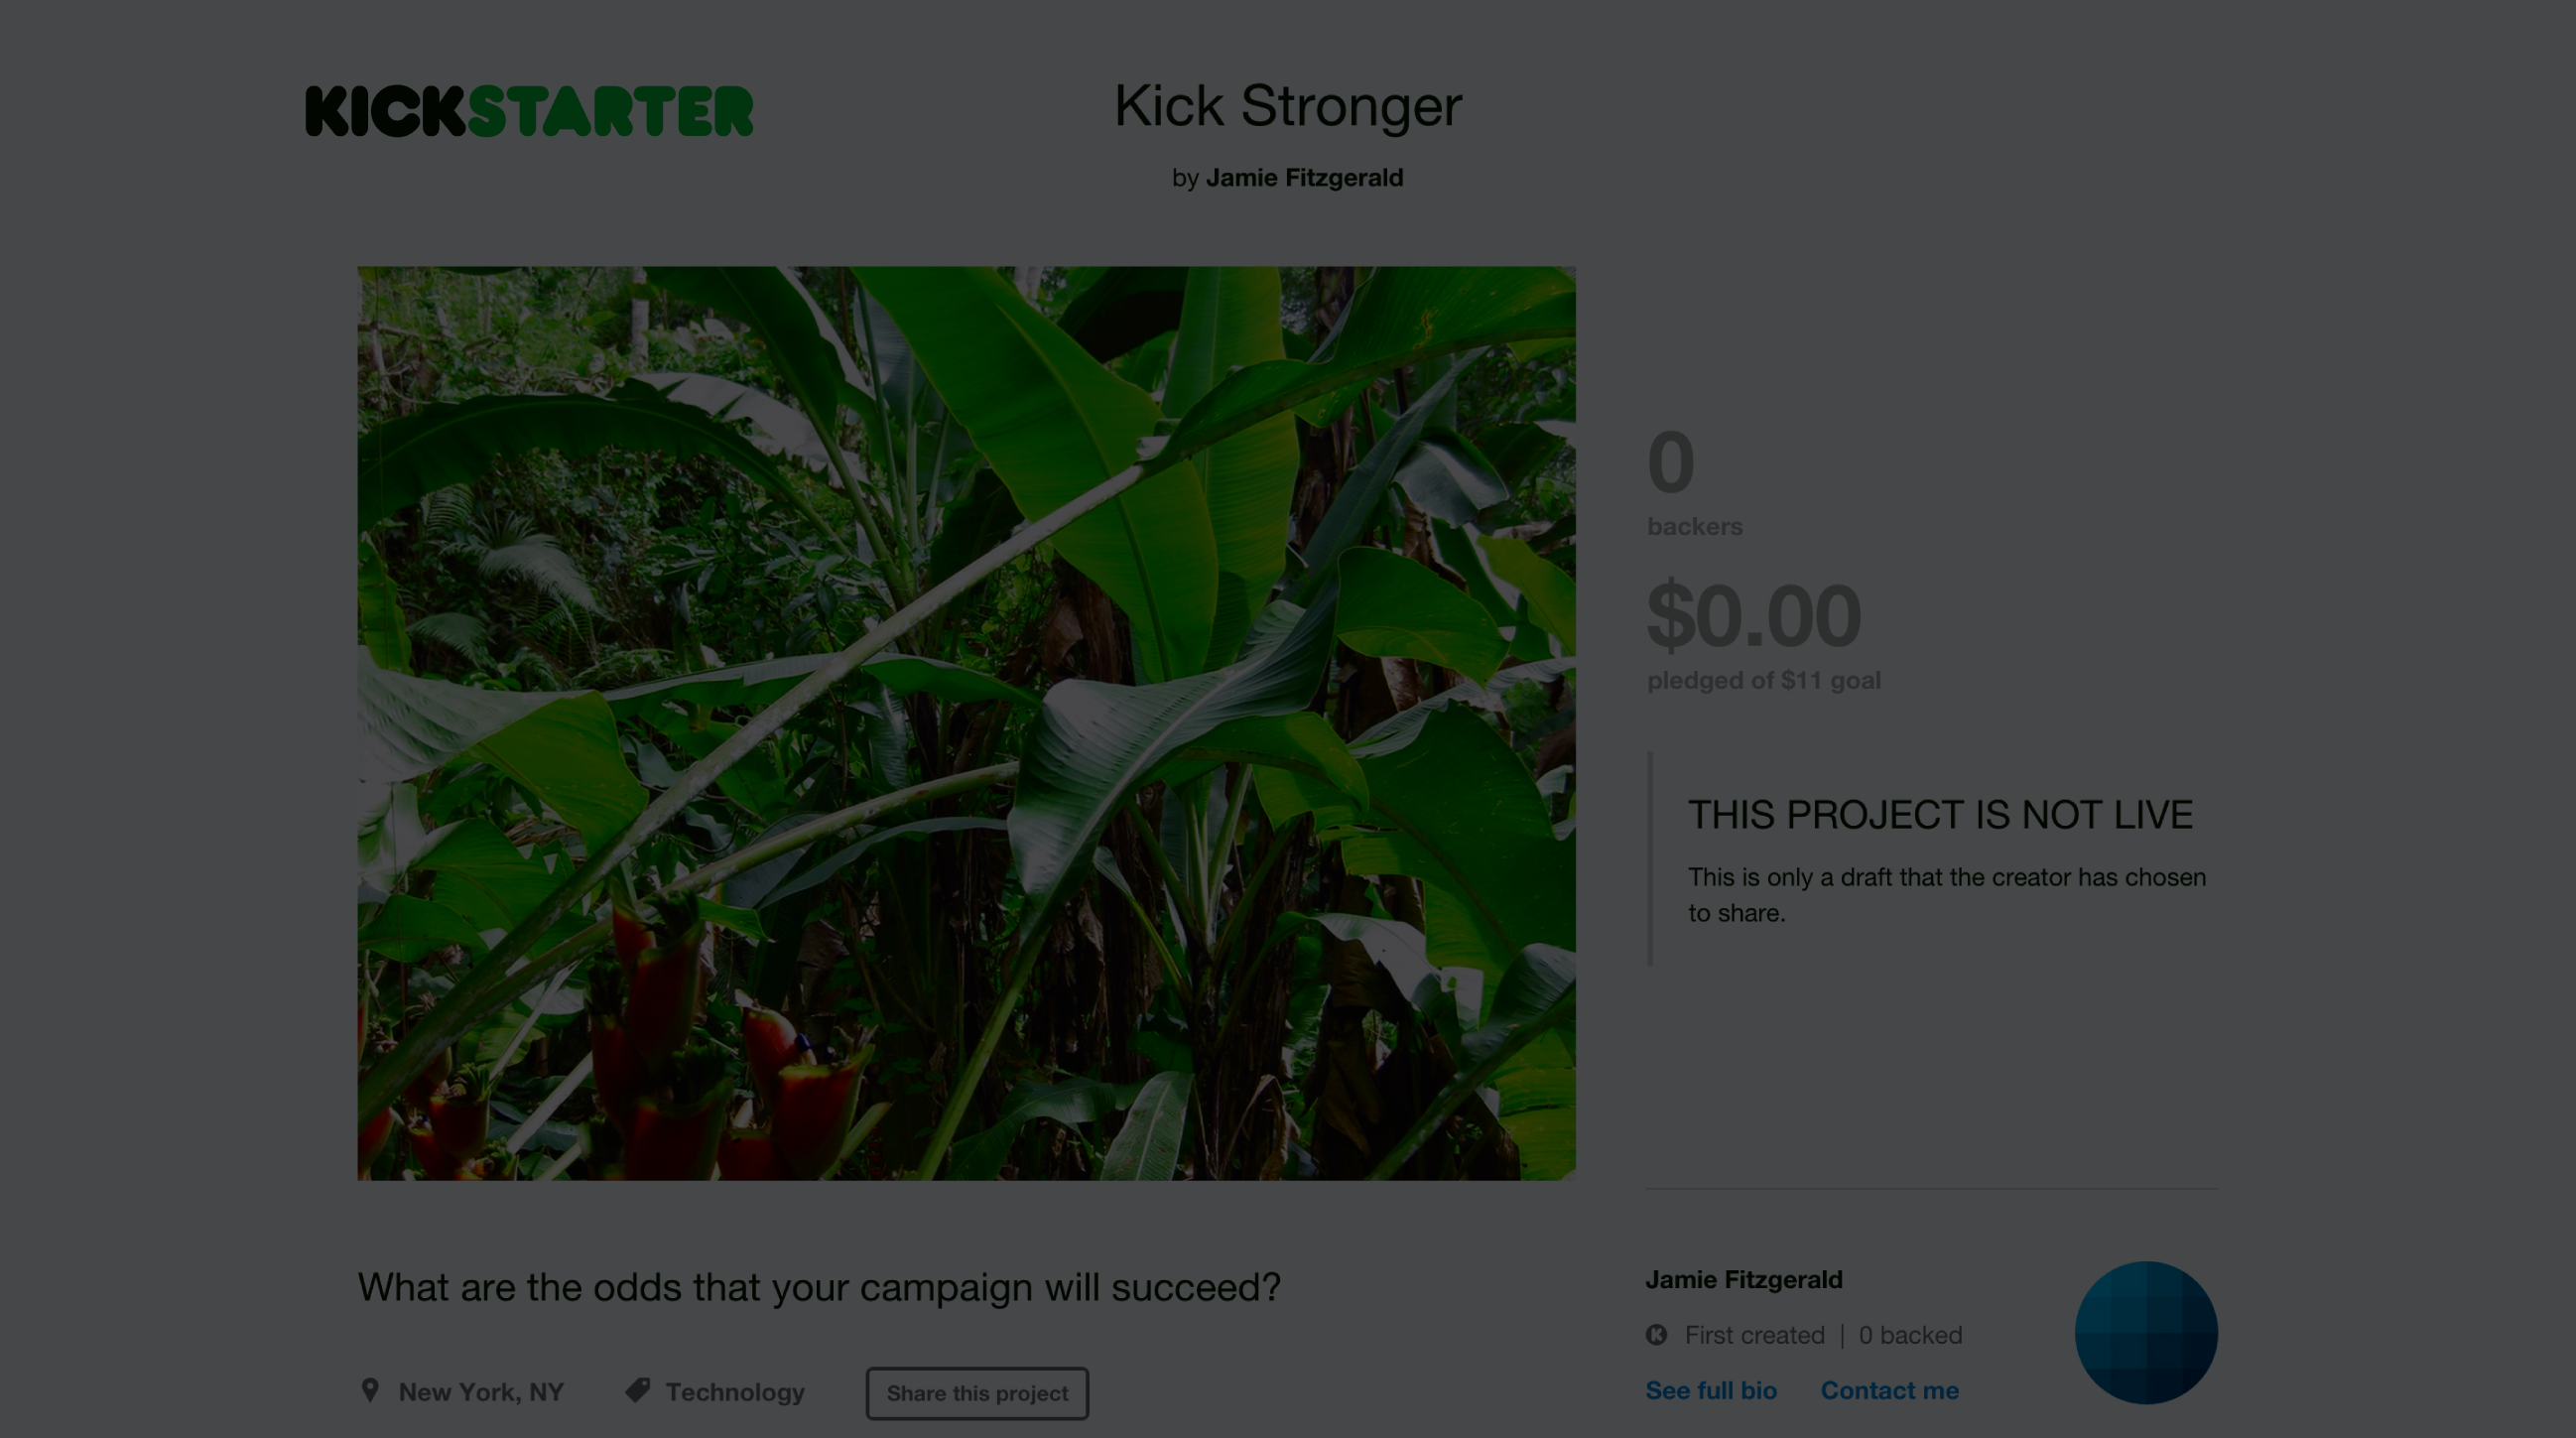 KICKSTARTER
Kick Stronger
by Jamie Fitzgerald
0
backers
$0.00
pledged of $11 goal
THIS PROJECT IS NOT LIVE
This is only a draft that the creator has chosen
to share.
What are the odds that your campaign will succeed?
New York, NY
Technology
Share this project
Jamie Fitzgerald
First created | 0 backed
See full bio
Contact me